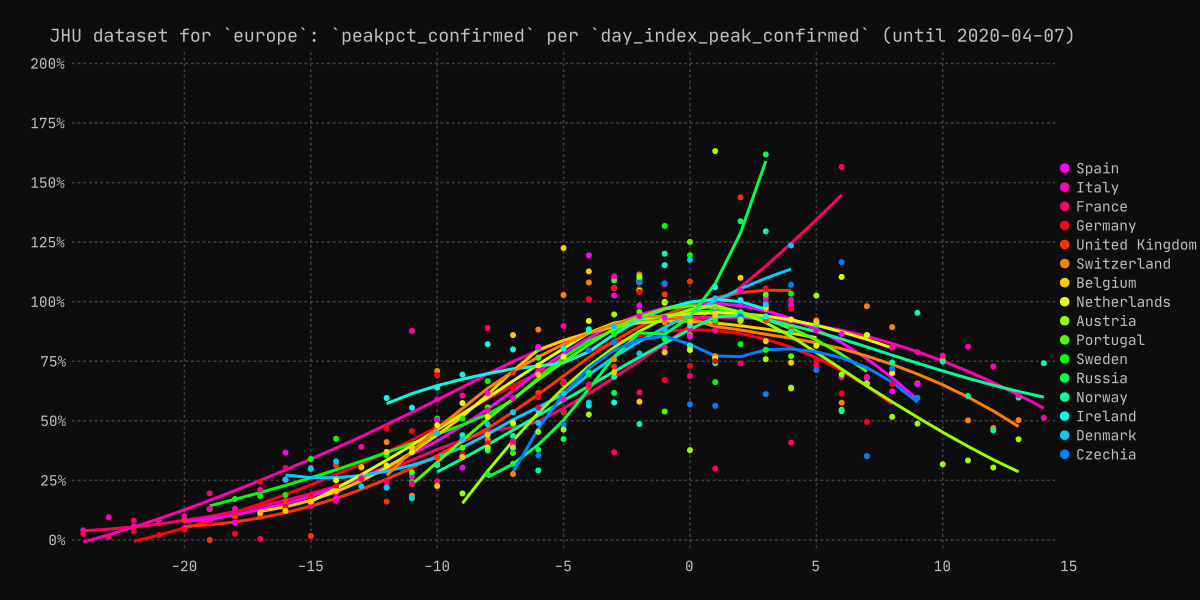 JHU dataset for `europe`: `peakpct_confirmed` per `day_index_peak_confirmed` (until 2020-04-07)
200%
175%
150%
125%
100%
75%
50%
25%
0%
-20
-15
-10
-5
0
5
10
15
Spain
Italy
France
Germany
United Kingdom
Switzerland
Belgium
Netherlands
Austria
Portugal
Sweden
Russia
Norway
Ireland
Denmark
Czechia